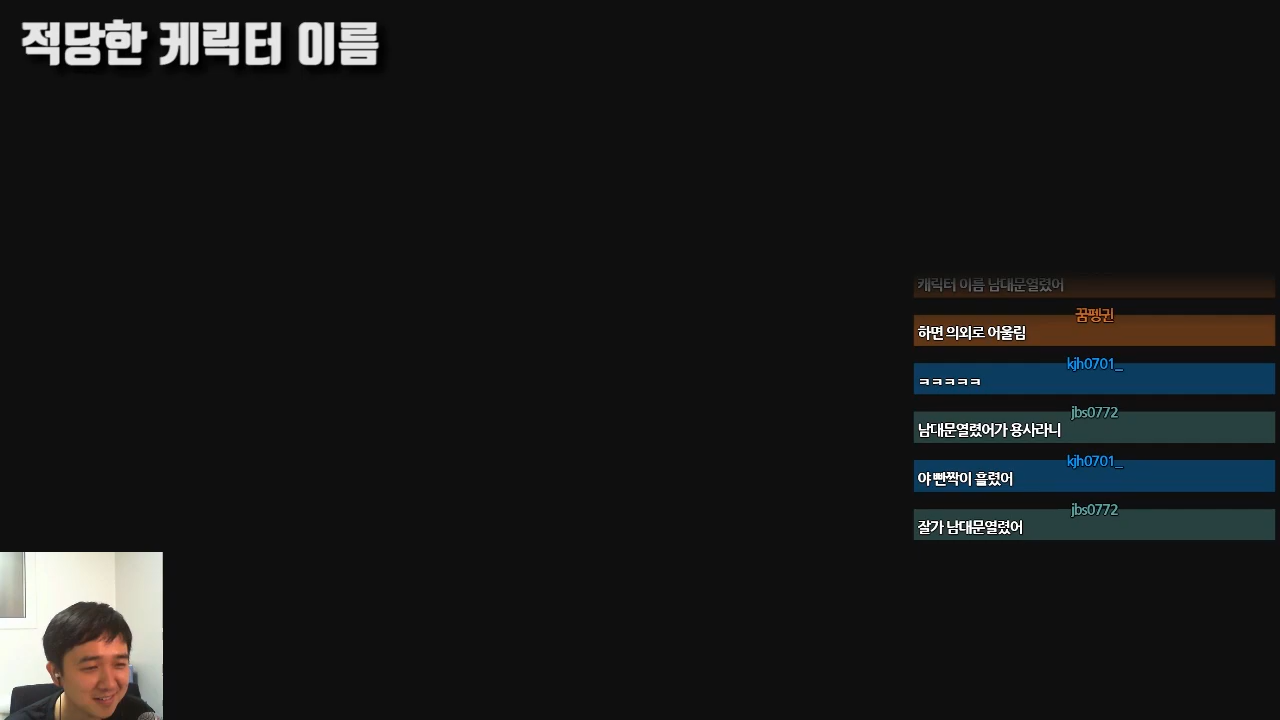 적당한 케릭터 이름
캐릭터 이름 남대문열렸어
꿈펭귄
하면 의외로 어울림
kjh0701_
ㅋㅋㅋㅋㅋ
jbs0772
남대문열렸어가 용사라니
kjh0701_
야 빤짝이 흘렸어
jbs0772
잘가 남대문열렸어